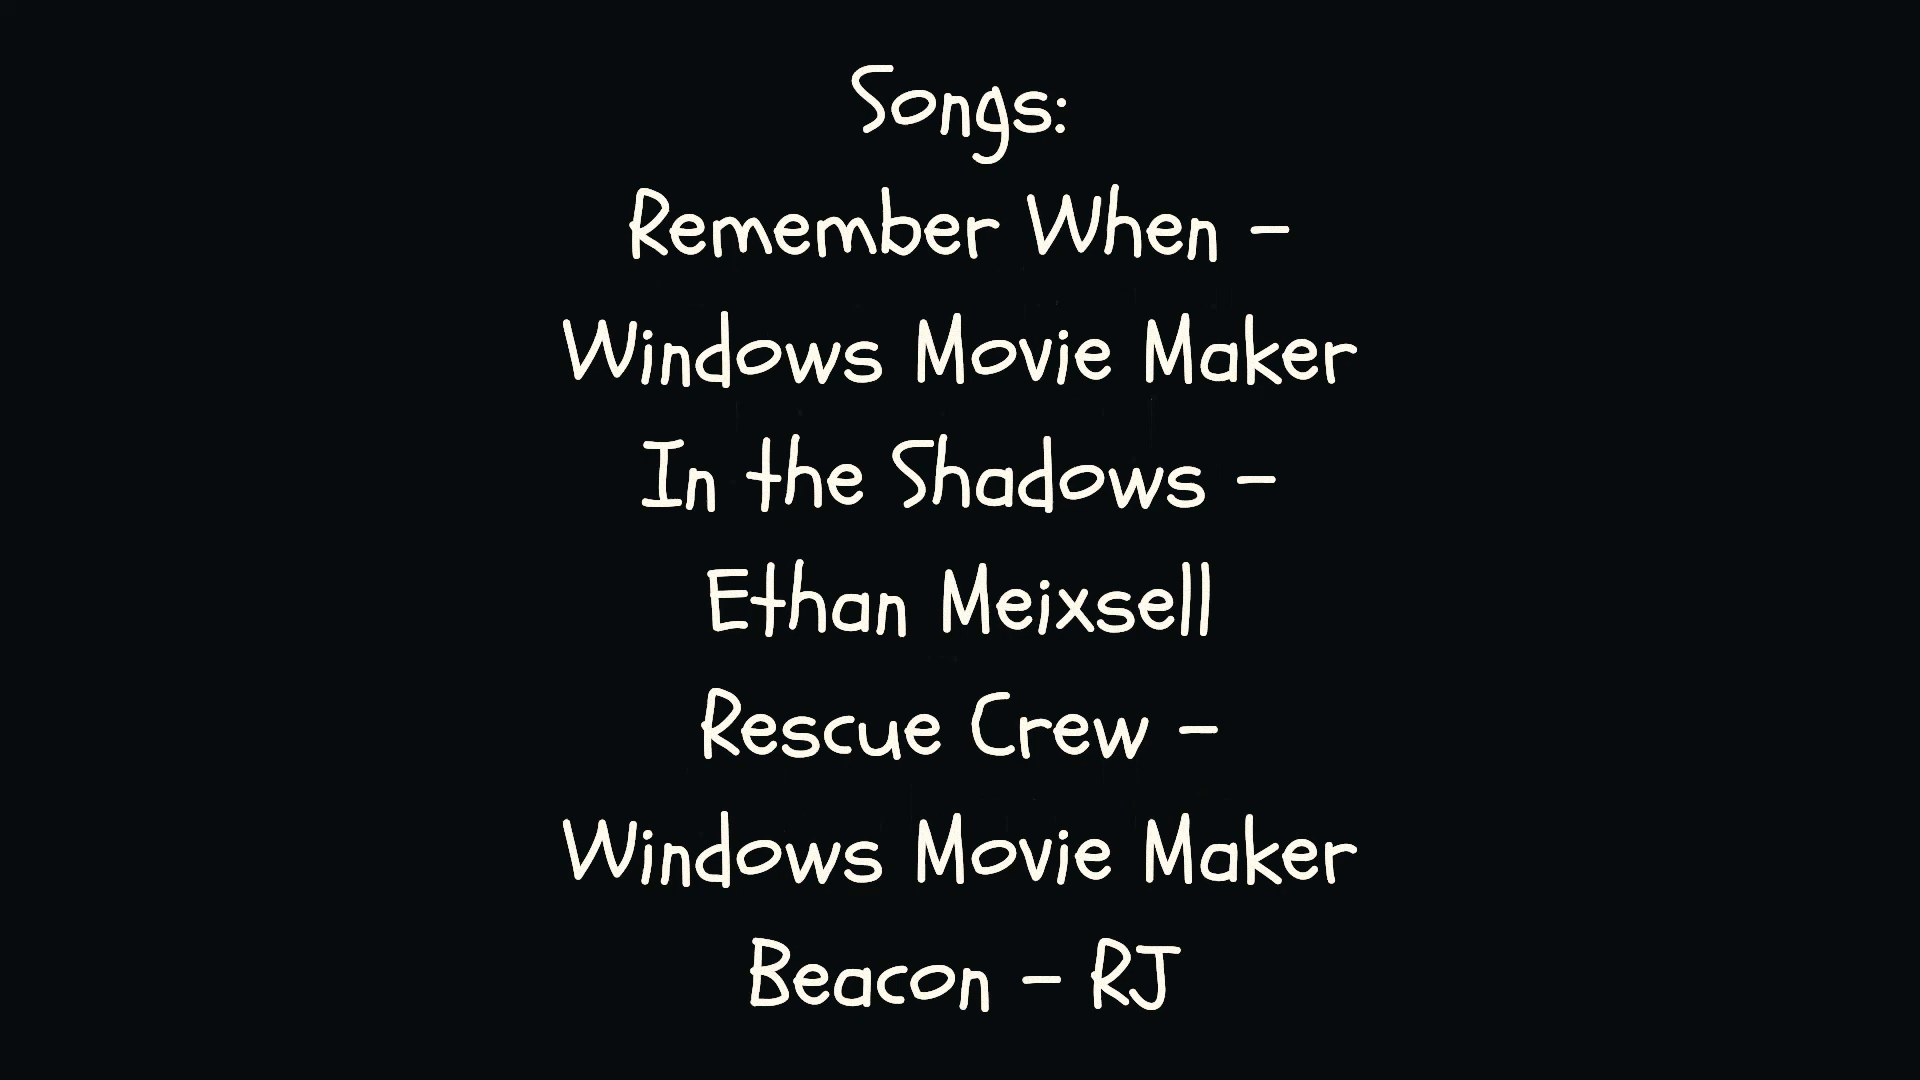 Songs:
Remember When -
Windows Movie Maker
In the Shadows -
Ethan Meixsell
Rescue Crew -
Windows Movie Maker
Beacon - RJ